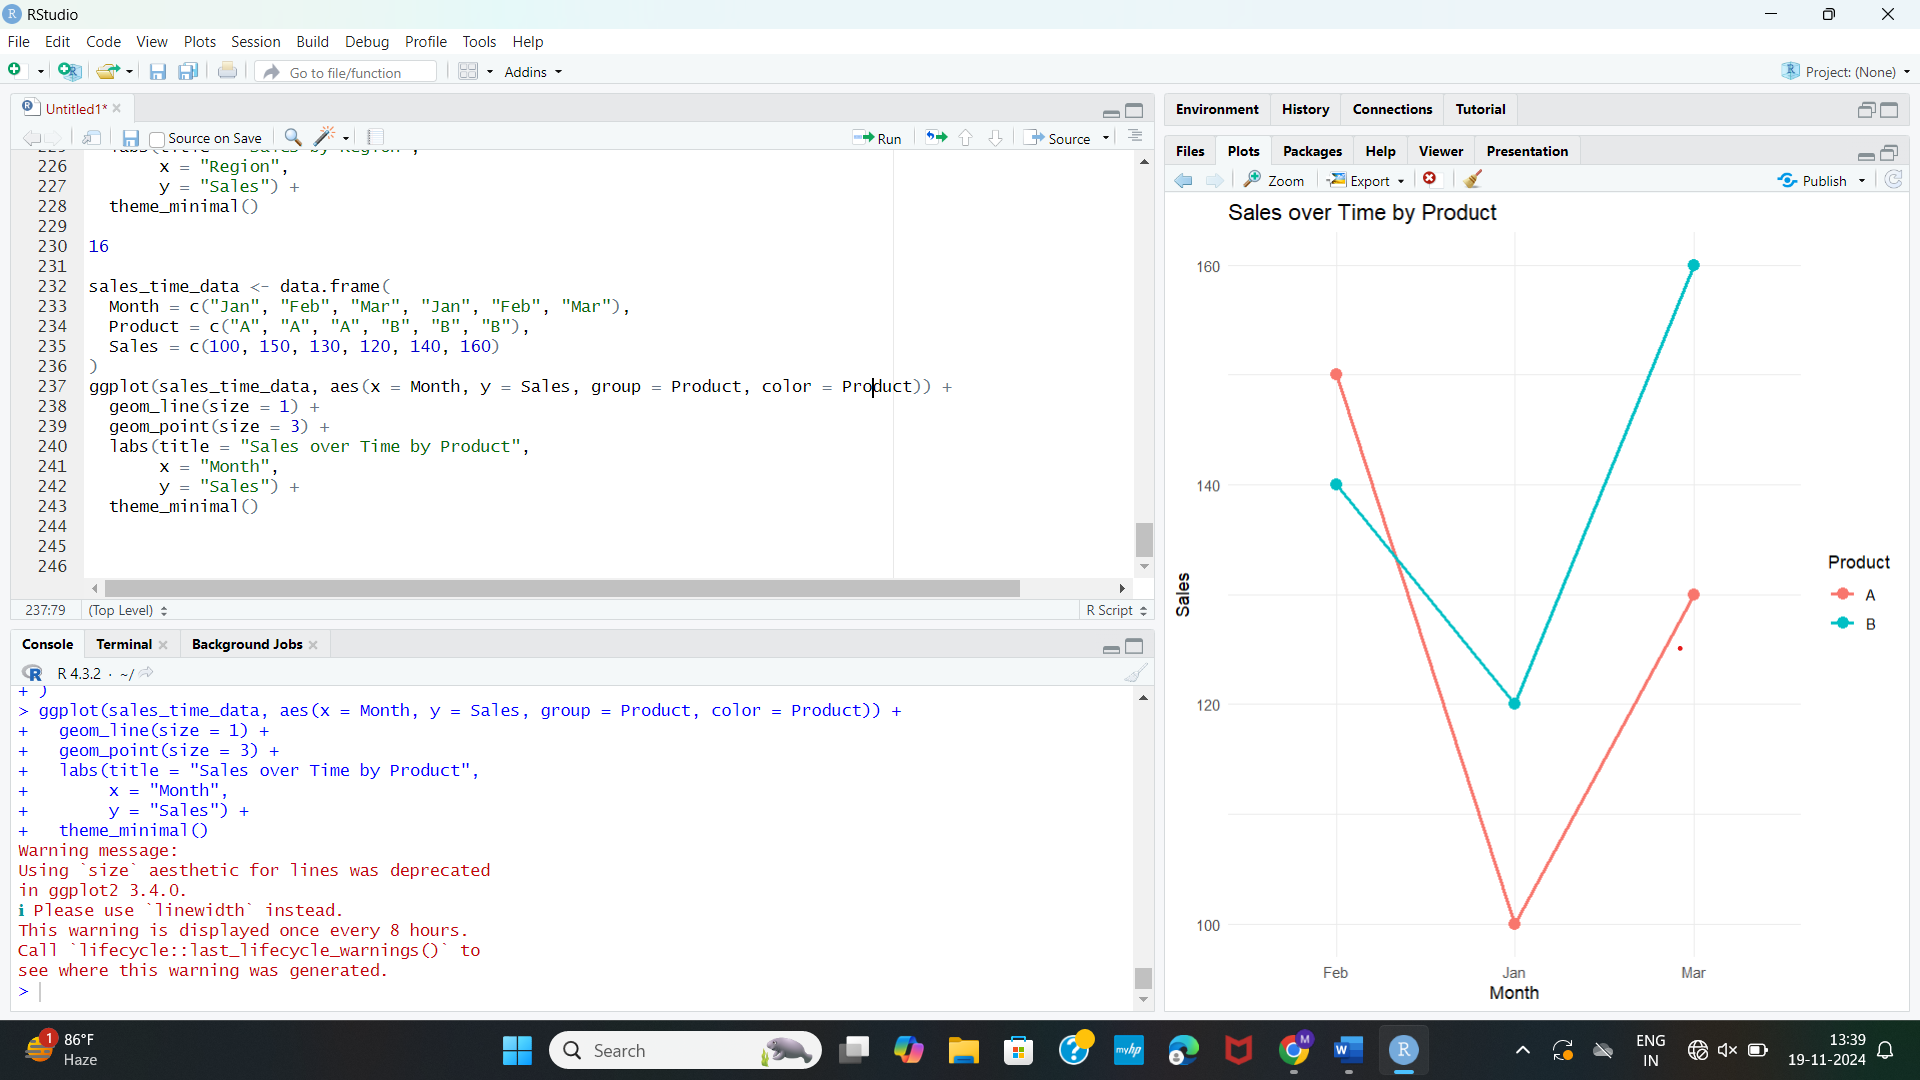 RStudio
File Edit Code View Plots Session Build Debug Profile Tools Help
Go to file/function Addins Project: (None)
Untitled1*
Source on Save Run Source
226 x = "Region",
227 y = "Sales") +
228 theme_minimal()
229
230 16
231
232 sales_time_data <- data.frame(
233 Month = c("Jan", "Feb", "Mar", "Jan", "Feb", "Mar"),
234 Product = c("A", "A", "A", "B", "B", "B"),
235 Sales = c(100, 150, 130, 120, 140, 160)
236 )
237 ggplot(sales_time_data, aes(x = Month, y = Sales, group = Product, color = Product)) +
238 geom_line(size = 1) +
239 geom_point(size = 3) +
240 labs(title = "Sales over Time by Product",
241 x = "Month",
242 y = "Sales") +
243 theme_minimal()
244
245
246
237:79 (Top Level) R Script
Console Terminal Background Jobs
R 4.3.2 · ~/
+ )
> ggplot(sales_time_data, aes(x = Month, y = Sales, group = Product, color = Product)) +
+ geom_line(size = 1) +
+ geom_point(size = 3) +
+ labs(title = "Sales over Time by Product",
+ x = "Month",
+ y = "Sales") +
+ theme_minimal()
Warning message:
Using `size` aesthetic for lines was deprecated
in ggplot2 3.4.0.
ℹ Please use `linewidth` instead.
This warning is displayed once every 8 hours.
Call `lifecycle::last_lifecycle_warnings()` to
see where this warning was generated.
>
Environment History Connections Tutorial
Files Plots Packages Help Viewer Presentation
Zoom Export Publish
Sales over Time by Product
160
140
120
100
Sales
Feb Jan Mar
Month
Product
A
B
1 86°F
Haze
Search
myhp
M
W
R
ENG
IN
13:39
19-11-2024